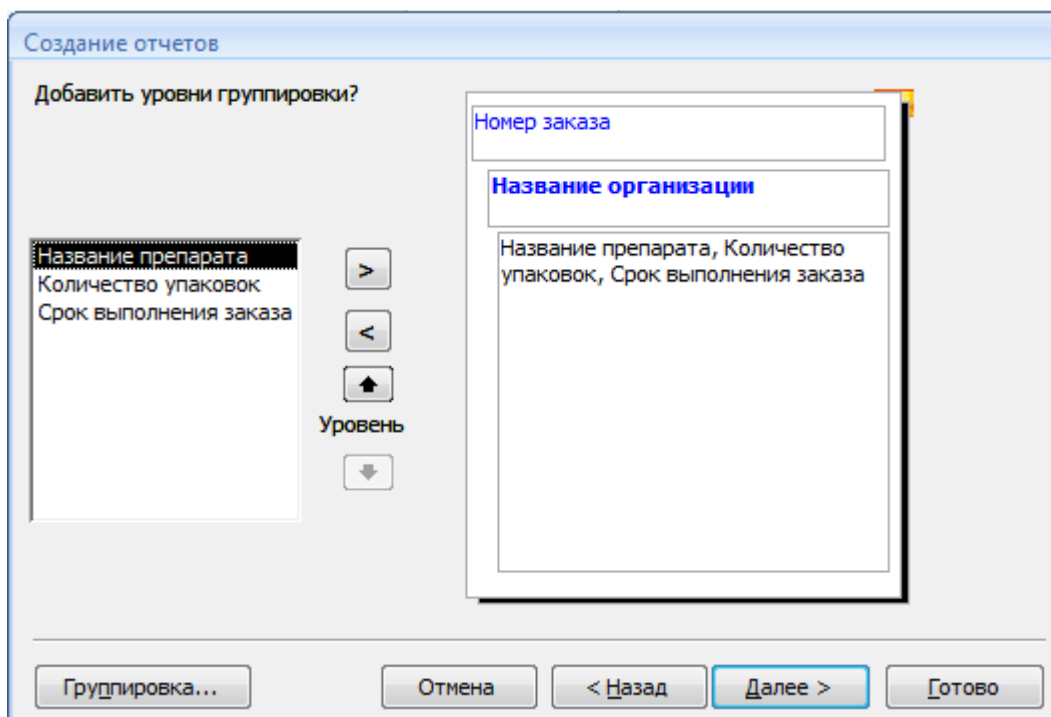 Создание отчетов
Добавить уровни группировки?
Номер заказа
Название организации
Название препарата, Количество
упаковок, Срок выполнения заказа
Название препарата
Количество упаковок
Срок выполнения заказа
>
<
Уровень
Группировка...
Отмена
< Назад
Далее >
Готово